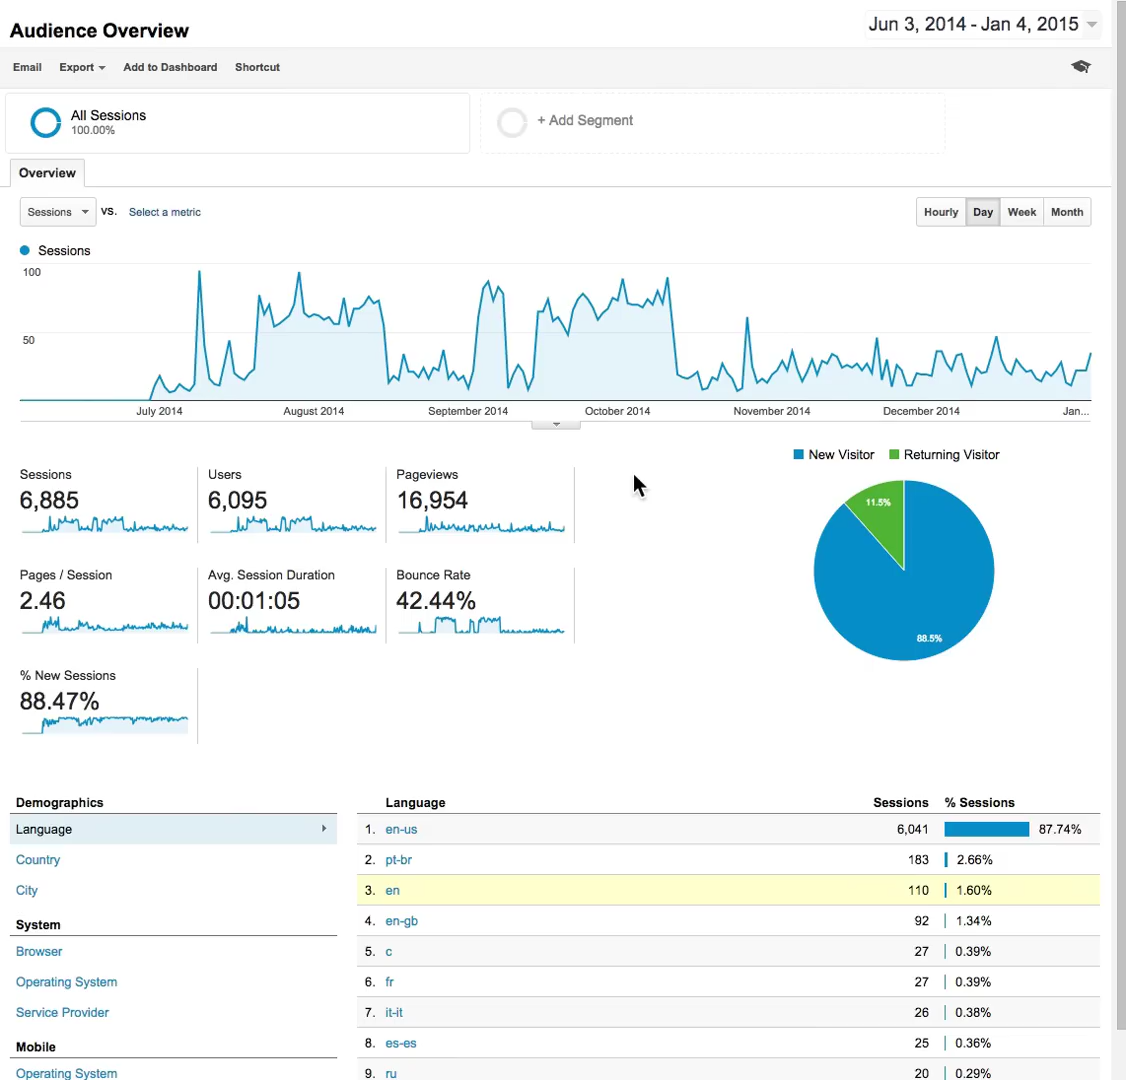 Audience Overview
Jun 3, 2014 - Jan 4, 2015
Email Export Add to Dashboard Shortcut
All Sessions
100.00%
+ Add Segment
Overview
Sessions VS. Select a metric
Hourly Day Week Month
Sessions
100
50
July 2014 August 2014 September 2014 October 2014 November 2014 December 2014 Jan...
New Visitor Returning Visitor
Sessions
6,885
Users
6,095
Pageviews
16,954
11.5%
88.5%
Pages / Session
2.46
Avg. Session Duration
00:01:05
Bounce Rate
42.44%
% New Sessions
88.47%
Demographics
Language
Country
City
System
Browser
Operating System
Service Provider
Mobile
Operating System
Language Sessions % Sessions
1. en-us 6,041 87.74%
2. pt-br 183 2.66%
3. en 110 1.60%
4. en-gb 92 1.34%
5. c 27 0.39%
6. fr 27 0.39%
7. it-it 26 0.38%
8. es-es 25 0.36%
9. ru 20 0.29%